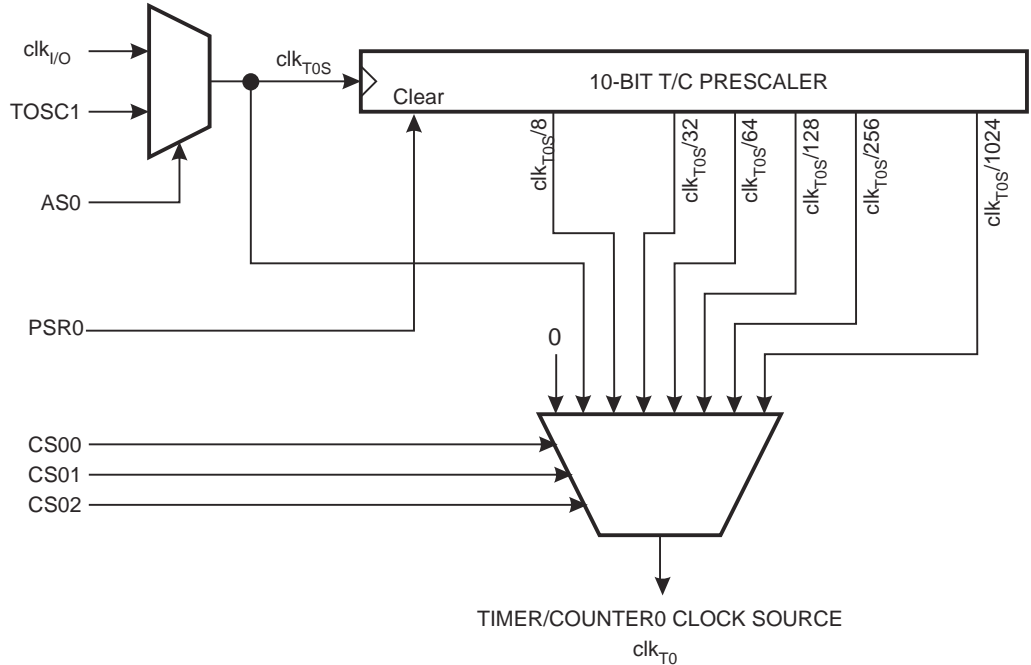 clkI/O
TOSC1
AS0
PSR0
CS00
CS01
CS02
clkT0S
10-BIT T/C PRESCALER
Clear
clkT0S/8
clkT0S/32
clkT0S/64
clkT0S/128
clkT0S/256
clkT0S/1024
0
TIMER/COUNTER0 CLOCK SOURCE
clkT0